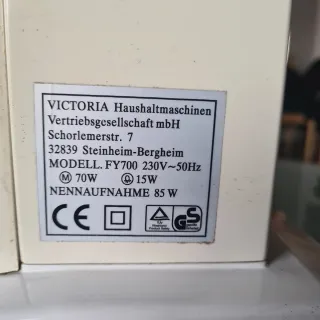 VICTORIA Haushaltmaschinen
Vertriebsgesellschaft mbH
Schorlemerstr. 7
32839 Steinheim-Bergheim
MODELL. FY700 230V~50Hz
M 70W 15W
NENNAUFNAHME 85 W
CE GS